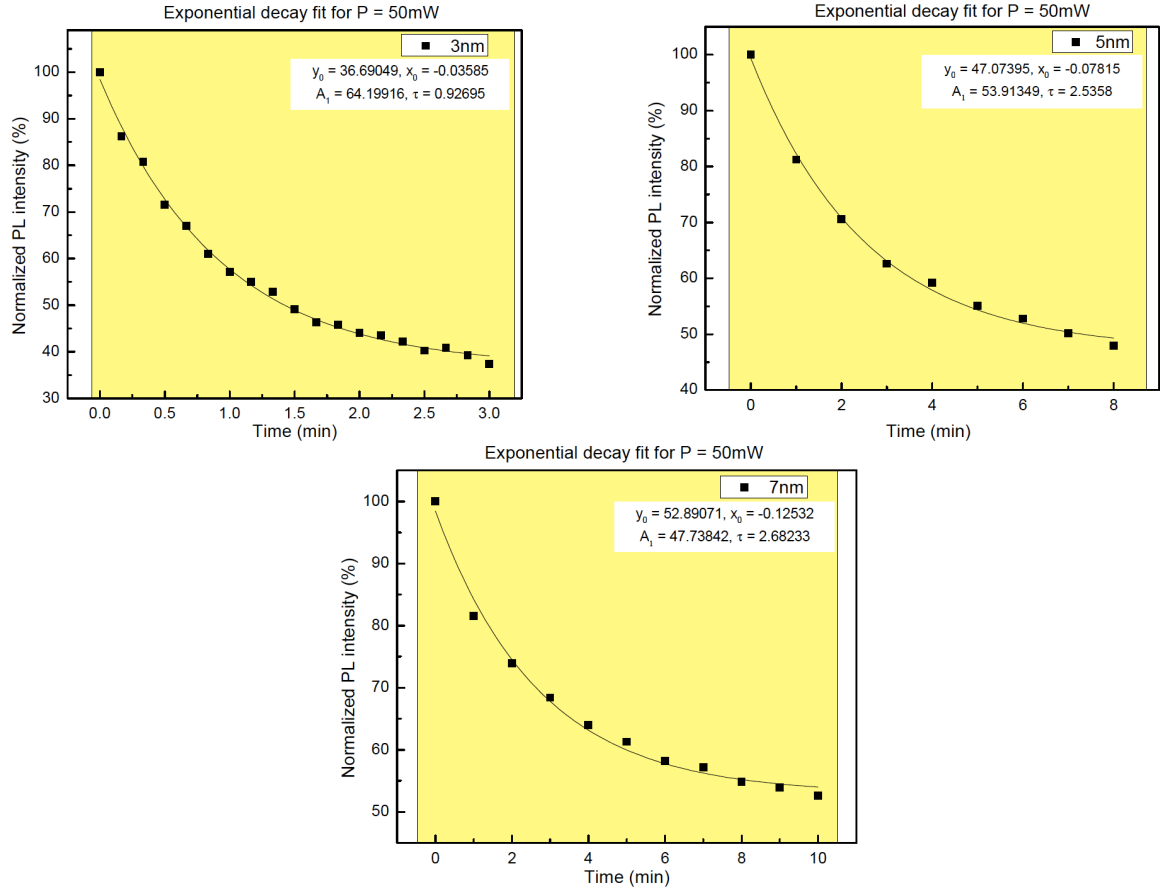 Exponential decay fit for P = 50mW
3nm
y₀ = 36.69049, x₀ = -0.03585
A₁ = 64.19916, τ = 0.92695
Normalized PL intensity (%)
100
90
80
70
60
50
40
30
0.0 0.5 1.0 1.5 2.0 2.5 3.0
Time (min)
Exponential decay fit for P = 50mW
5nm
y₀ = 47.07395, x₀ = -0.07815
A₁ = 53.91349, τ = 2.5358
Normalized PL intensity (%)
100
90
80
70
60
50
40
0 2 4 6 8
Time (min)
Exponential decay fit for P = 50mW
7nm
y₀ = 52.89071, x₀ = -0.12532
A₁ = 47.73842, τ = 2.68233
Normalized PL intensity (%)
100
90
80
70
60
50
0 2 4 6 8 10
Time (min)